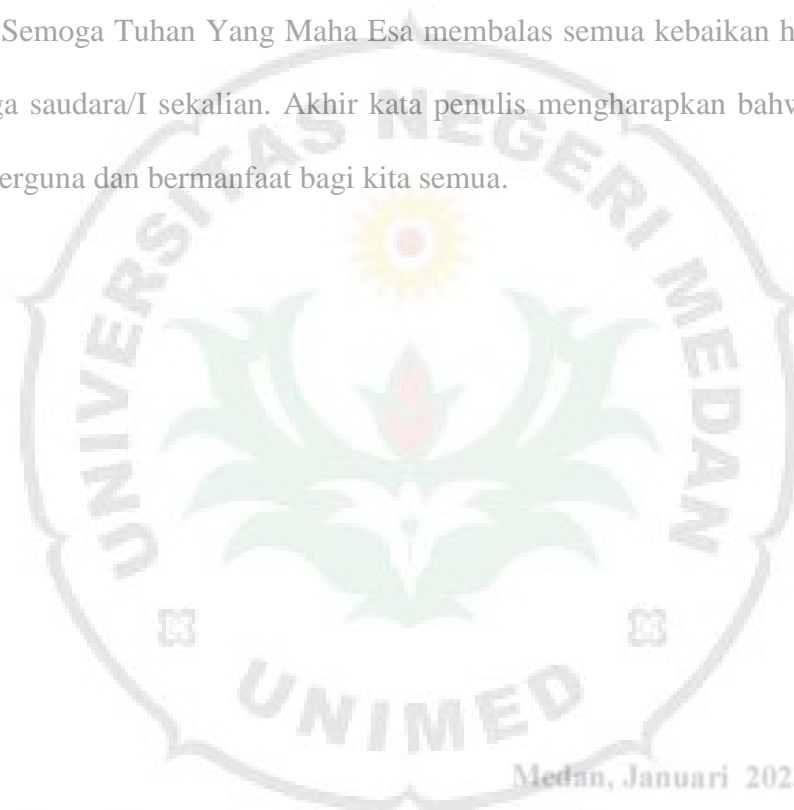 Semoga Tuhan Yang Maha Esa membalas semua kebaikan h
ga saudara/I sekalian. Akhir kata penulis mengharapkan bahw
erguna dan bermanfaat bagi kita semua.
UNIVERSITAS NEGERI MEDAN
UNIMED
Medan, Januari 202